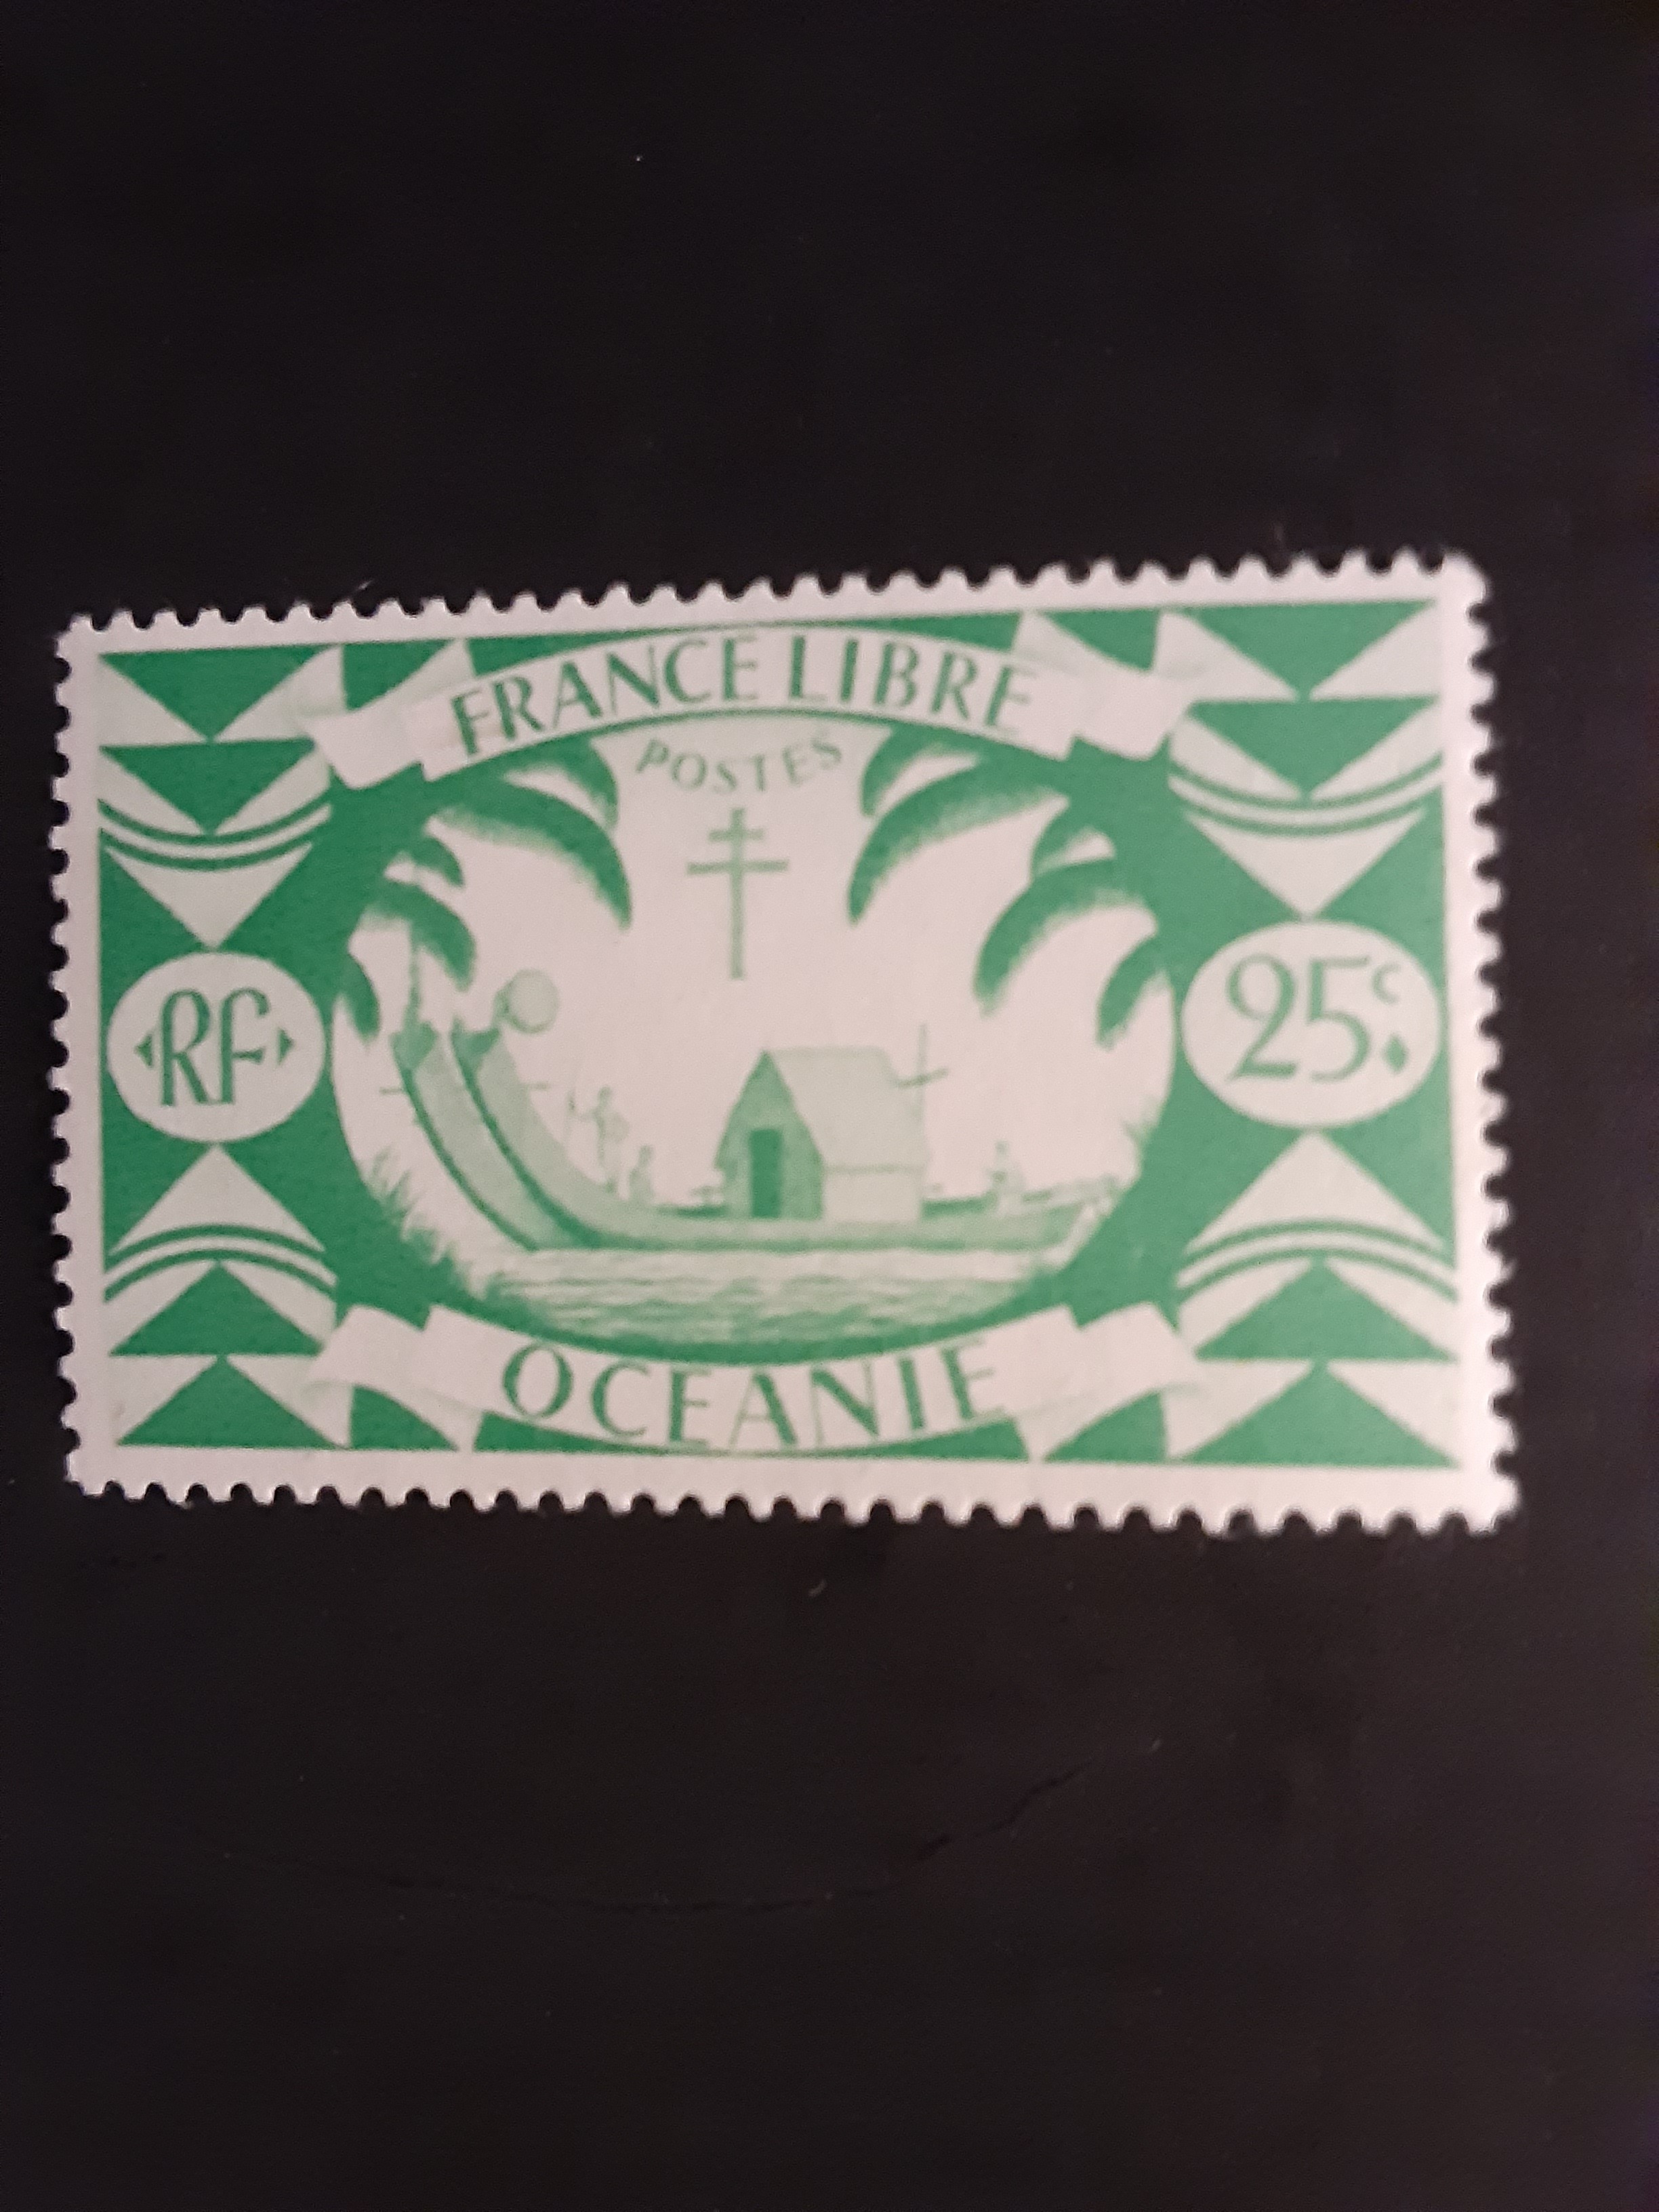 FRANCE LIBRE
POSTES
RF
25c
OCEANIE